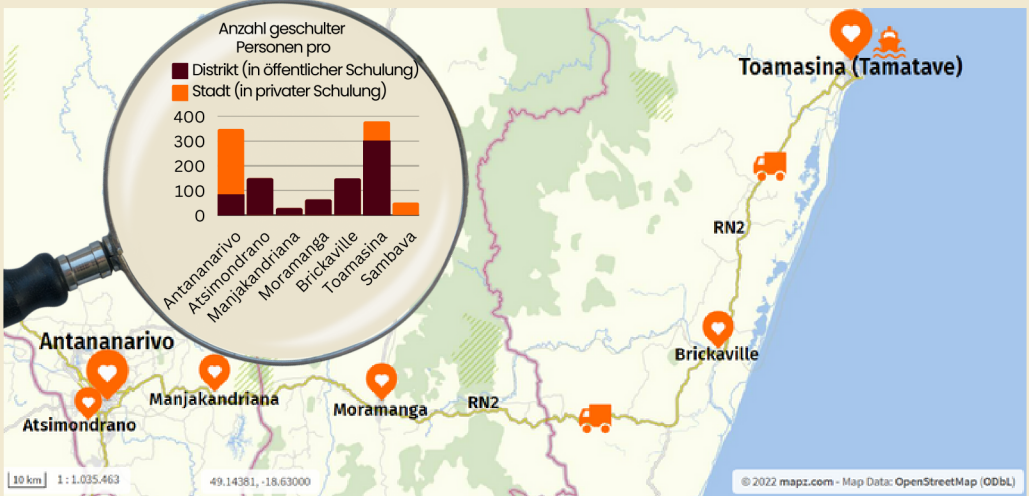 Anzahl geschulter
Personen pro
Distrikt (in öffentlicher Schulung)
Stadt (in privater Schulung)
400
300
200
100
0
Antananarivo
Atsimondrano
Manjakandriana
Moramanga
Brickaville
Toamasina
Sambava
Toamasina (Tamatave)
RN2
Brickaville
Antananarivo
Manjakandriana
Atsimondrano
Moramanga
RN2
10 km 1 : 1.035.463
49.14381, -18.63000
© 2022 mapz.com - Map Data: OpenStreetMap (ODbL)